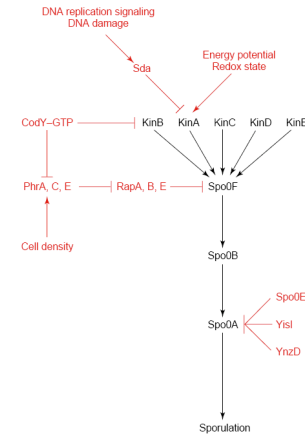 DNA replication signaling
DNA damage
Energy potential
Redox state
Sda
CodY–GTP
KinB
KinA
KinC
KinD
KinE
PhrA, C, E
RapA, B, E
Spo0F
Cell density
Spo0B
Spo0E
Spo0A
YisI
YnzD
Sporulation